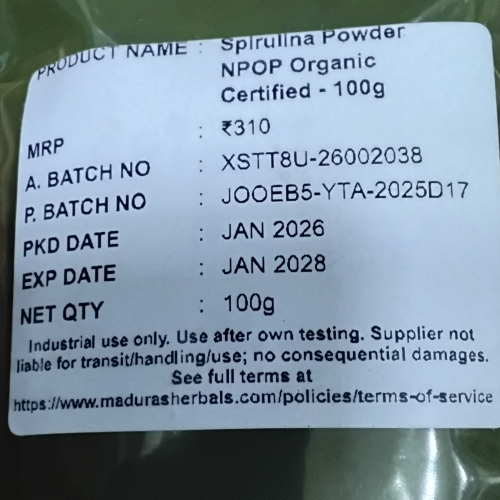 PRODUCT NAME : Spirulina Powder
NPOP Organic
Certified - 100g
MRP : ₹310
A. BATCH NO : XSTT8U-26002038
P. BATCH NO : JOOEB5-YTA-2025D17
PKD DATE : JAN 2026
EXP DATE : JAN 2028
NET QTY : 100g
Industrial use only. Use after own testing. Supplier not
liable for transit/handling/use; no consequential damages.
See full terms at
https://www.madurasherbals.com/policies/terms-of-service